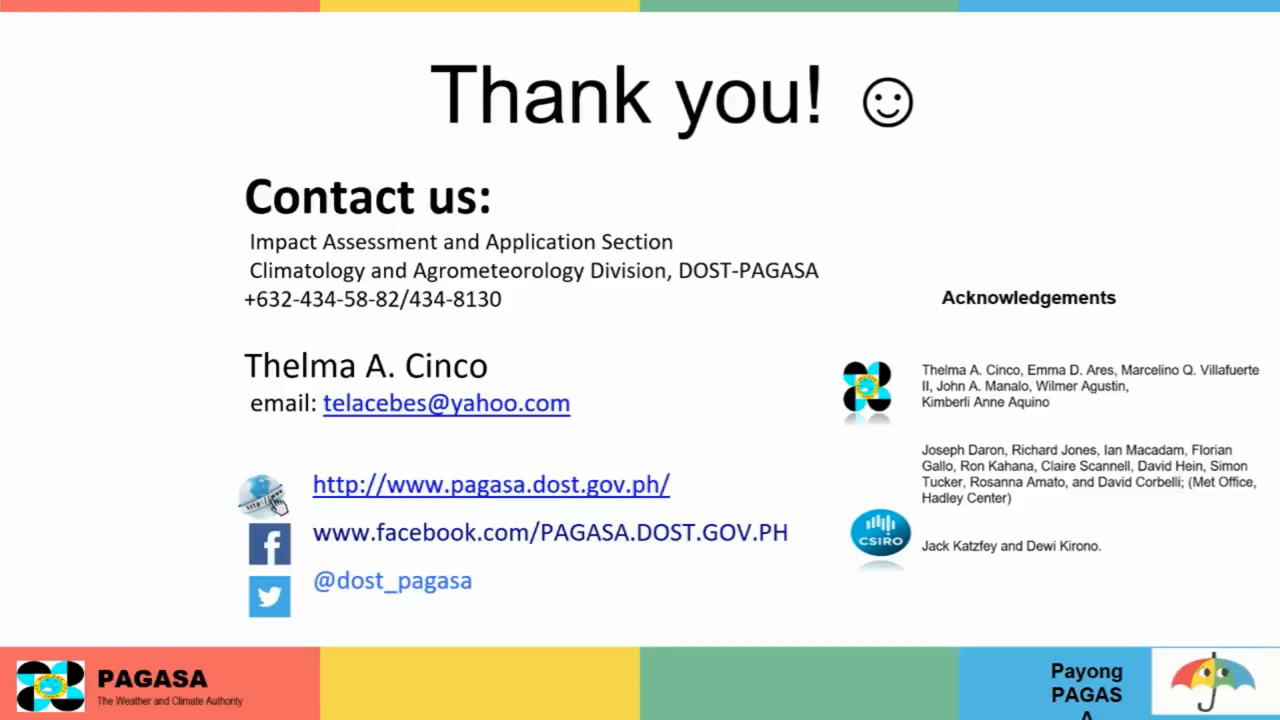 Thank you! ☺
Contact us:
Impact Assessment and Application Section
Climatology and Agrometeorology Division, DOST-PAGASA
+632-434-58-82/434-8130
Thelma A. Cinco
email: telacebes@yahoo.com
http://www.pagasa.dost.gov.ph/
www.facebook.com/PAGASA.DOST.GOV.PH
@dost_pagasa
Acknowledgements
Thelma A. Cinco, Emma D. Ares, Marcelino Q. Villafuerte
II, John A. Manalo, Wilmer Agustin,
Kimberli Anne Aquino
Joseph Daron, Richard Jones, Ian Macadam, Florian
Gallo, Ron Kahana, Claire Scannell, David Hein, Simon
Tucker, Rosanna Amato, and David Corbelli; (Met Office,
Hadley Center)
CSIRO
Jack Katzfey and Dewi Kirono.
PAGASA
The Weather and Climate Authority
Payong
PAGAS
A